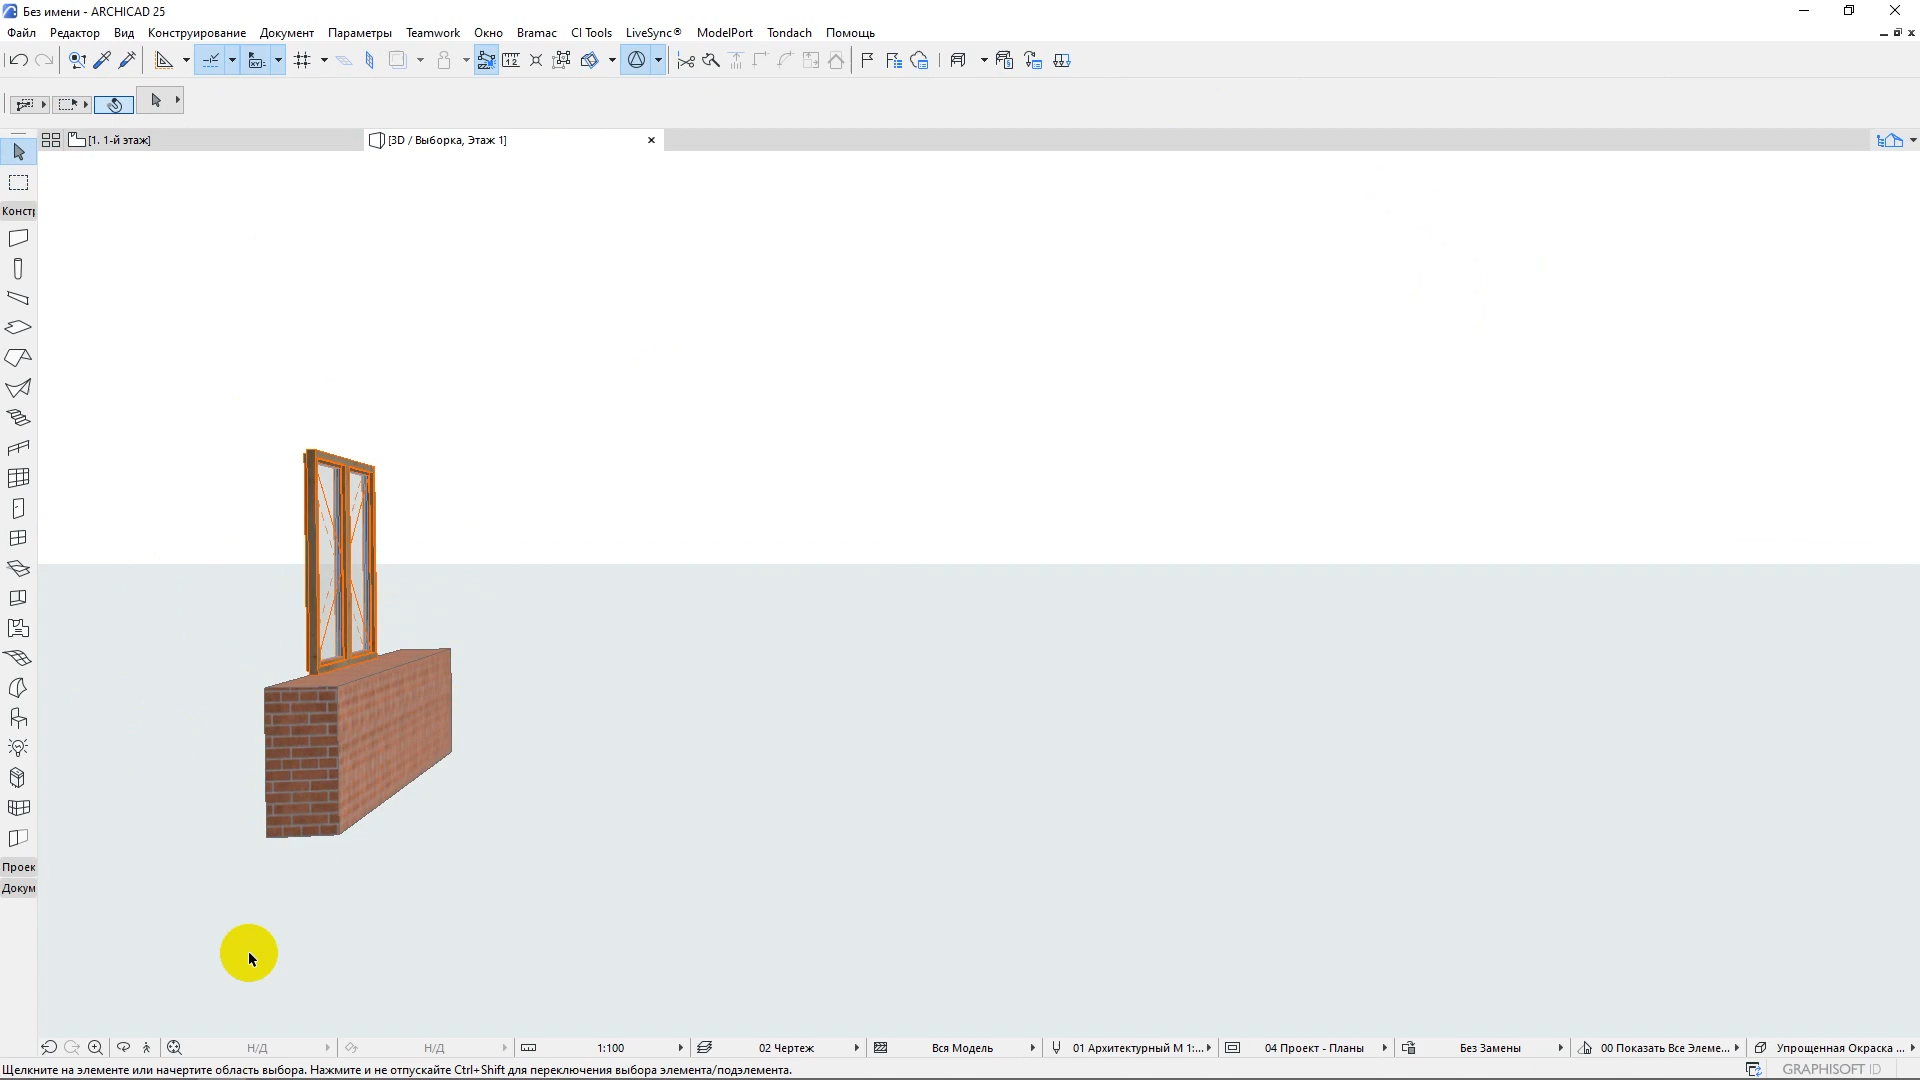 Без имени - ARCHICAD 25
Файл Редактор Вид Конструирование Документ Параметры Teamwork Окно Bramac CI Tools LiveSync® ModelPort Tondach Помощь
[1. 1-й этаж] [3D / Выборка, Этаж 1]
Констр
Проек
Докум
Н/Д Н/Д 1:100 02 Чертеж Вся Модель 01 Архитектурный М 1:... 04 Проект - Планы Без Замены 00 Показать Все Элеме... Упрощенная Окраска ...
Щелкните на элементе или начертите область выбора. Нажмите и не отпускайте Ctrl+Shift для переключения выбора элемента/подэлемента. GRAPHISOFT ID